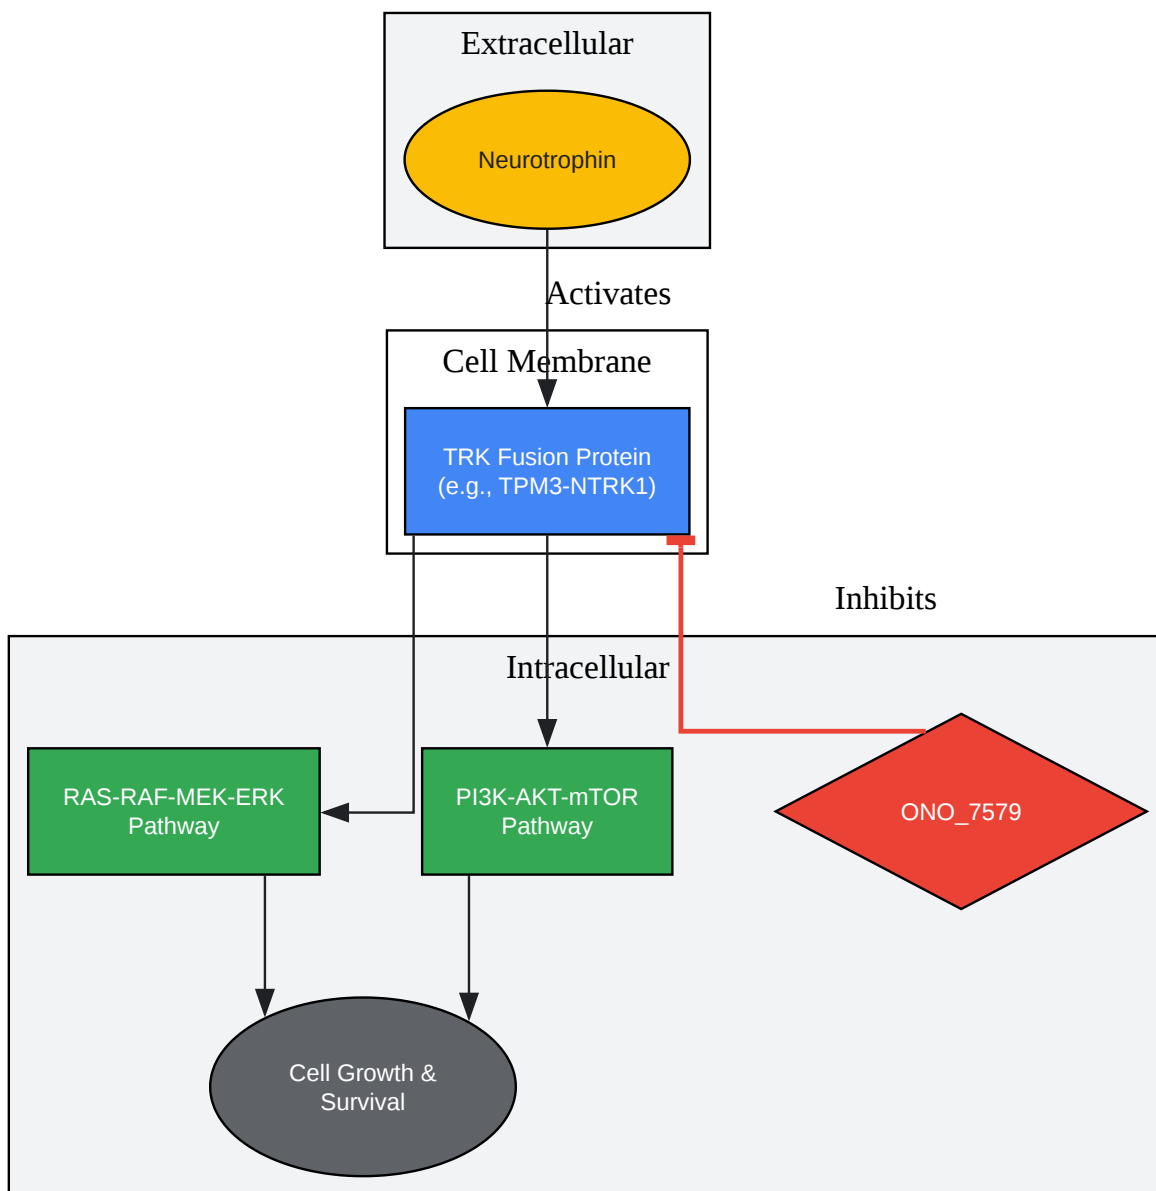 Extracellular
Neurotrophin
Activates
Cell Membrane
TRK Fusion Protein
(e.g., TPM3-NTRK1)
Inhibits
Intracellular
RAS-RAF-MEK-ERK
Pathway
PI3K-AKT-mTOR
Pathway
ONO_7579
Cell Growth &
Survival